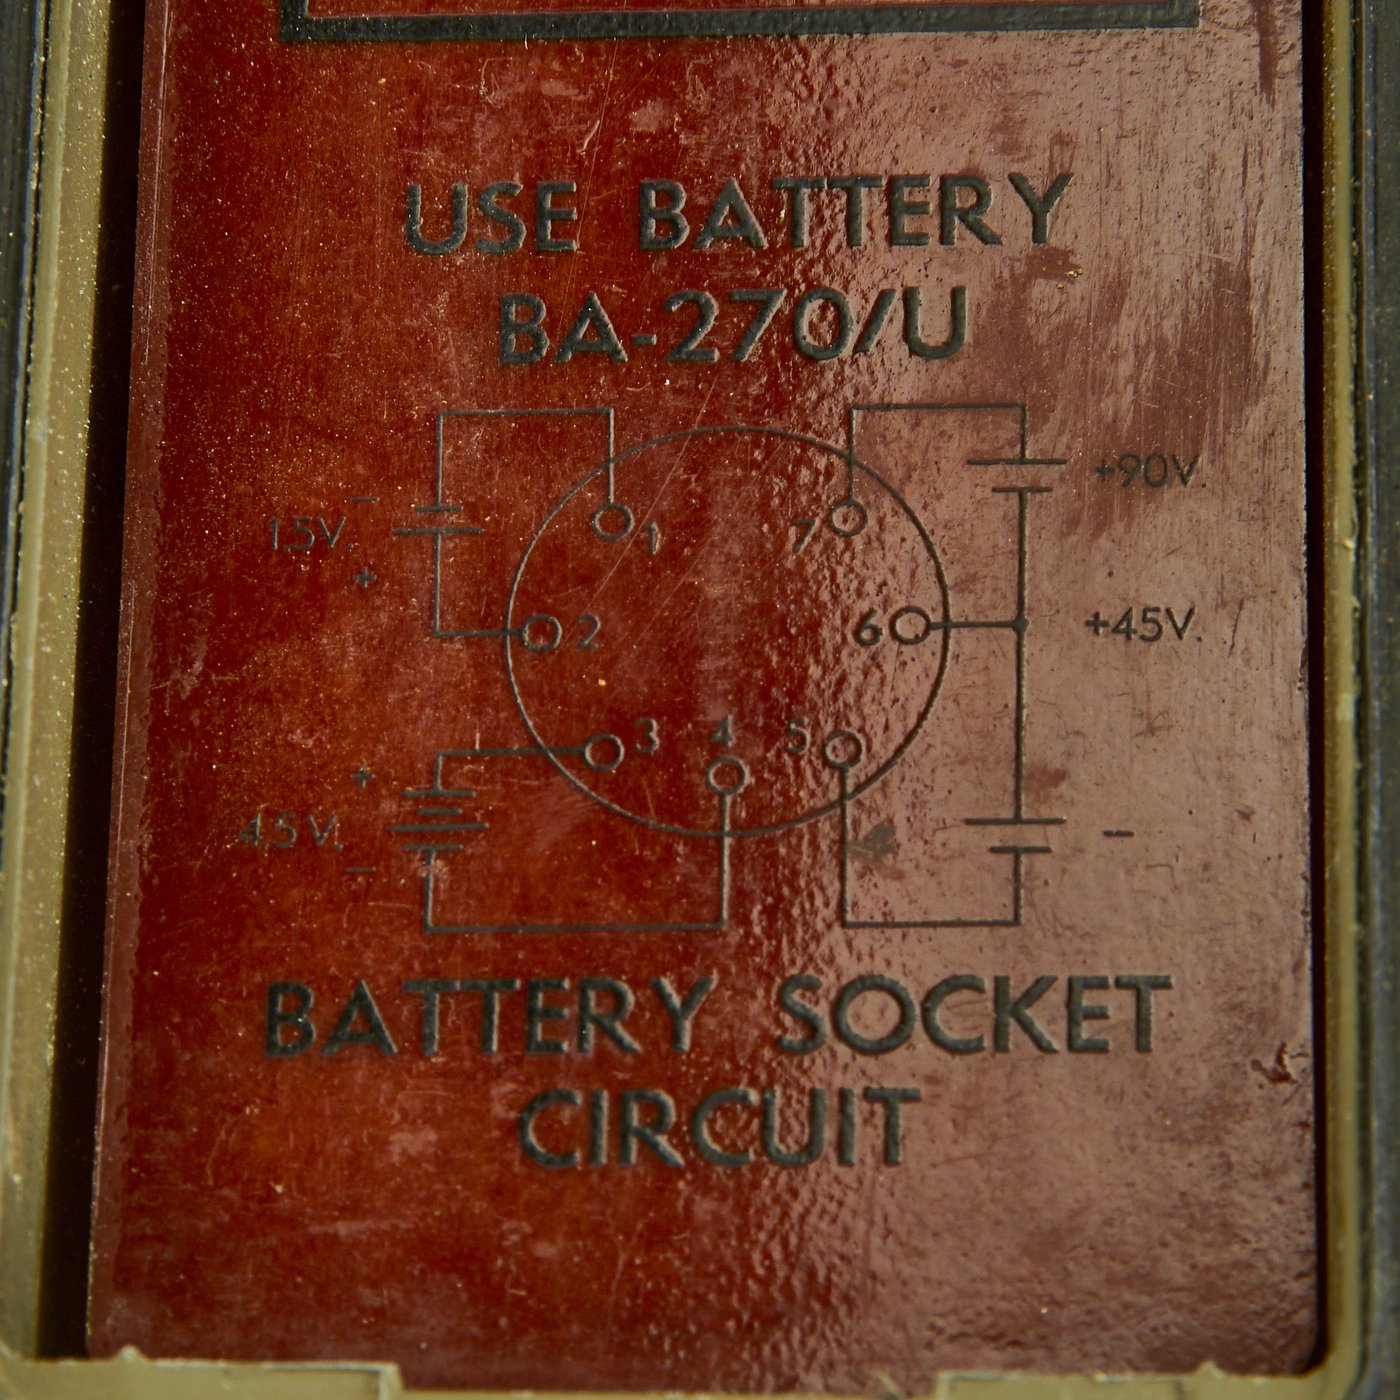 USE BATTERY
BA-270/U
+90V.
1.5V.
−
+
1
7
2
6
+45V.
3
4
5
+
4.5V.
−
−
BATTERY SOCKET
CIRCUIT